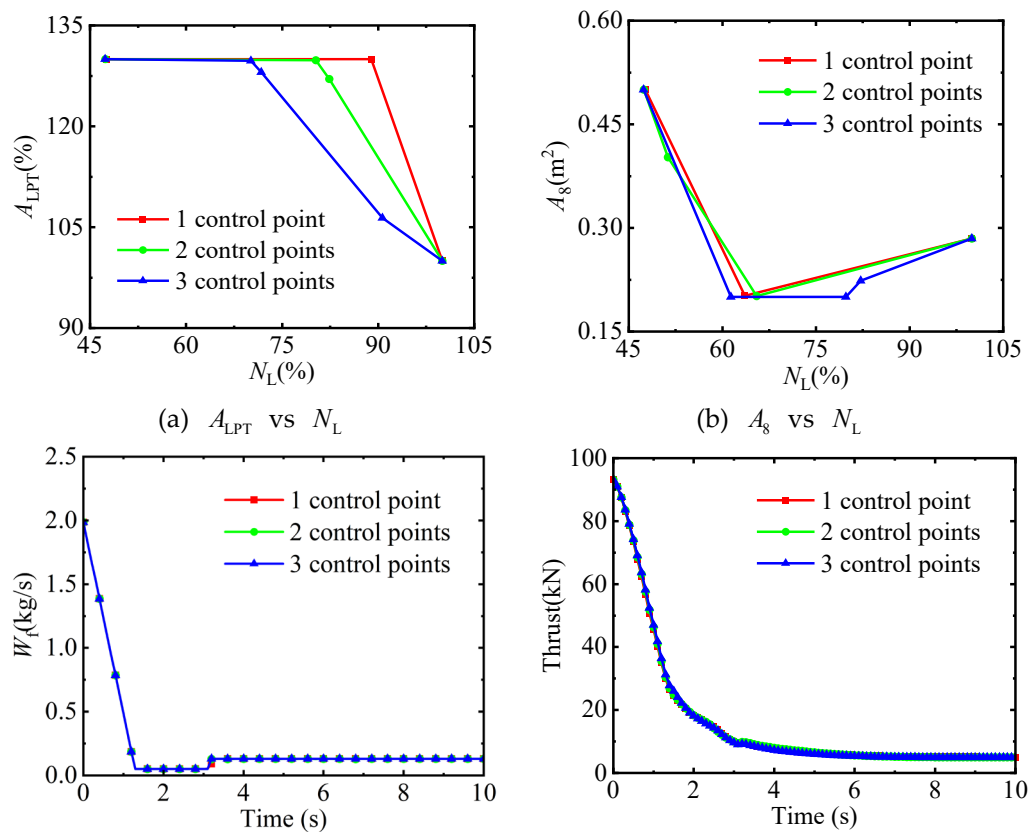 135
120
105
90
A_LPT(%)
1 control point
2 control points
3 control points
45 60 75 90 105
N_L(%)
(a) A_LPT vs N_L
0.60
0.45
0.30
0.15
A_8(m²)
1 control point
2 control points
3 control points
45 60 75 90 105
N_L(%)
(b) A_8 vs N_L
2.5
2.0
1.5
1.0
0.25
0.0
W_f(kg/s)
1 control point
2 control points
3 control points
0 2 4 6 8 10
Time (s)
100
80
60
40
20
0
Thrust(kN)
1 control point
2 control points
3 control points
0 2 4 6 8 10
Time (s)